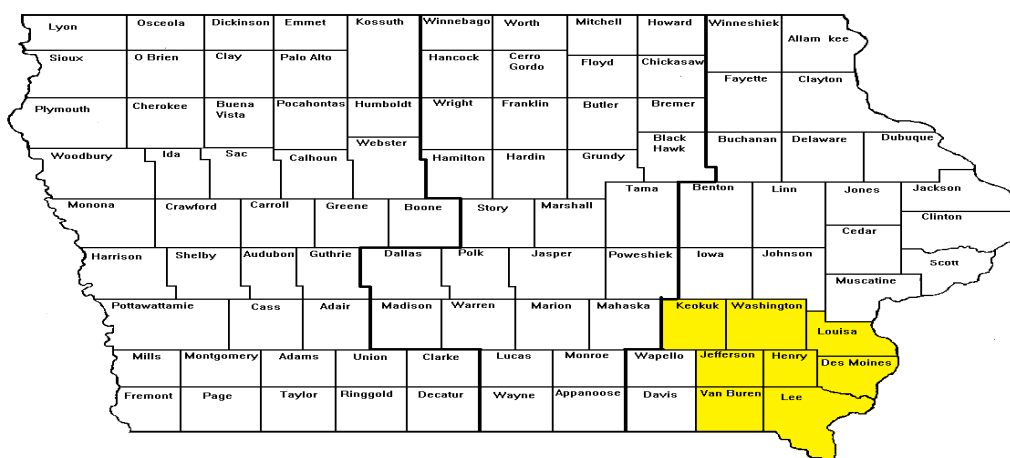 Lyon
Osceola
Dickinson
Emmet
Kossuth
Winnebago
Worth
Mitchell
Howard
Winneshiek
Allam kee
Sioux
O Brien
Clay
Palo Alto
Hancock
Cerro
Gordo
Floyd
Chickasaw
Fayette
Clayton
Plymouth
Cherokee
Buena
Vista
Pocahontas
Humboldt
Wright
Franklin
Butler
Bremer
Webster
Black
Hawk
Buchanan
Delaware
Dubuque
Woodbury
Ida
Sac
Calhoun
Hamilton
Hardin
Grundy
Tama
Benton
Linn
Jones
Jackson
Monona
Crawford
Carroll
Greene
Boone
Story
Marshall
Clinton
Cedar
Harrison
Shelby
Audubon
Guthrie
Dallas
Polk
Jasper
Poweshiek
Iowa
Johnson
Scott
Muscatine
Pottawattamie
Cass
Adair
Madison
Warren
Marion
Mahaska
Keokuk
Washington
Louisa
Mills
Montgomery
Adams
Union
Clarke
Lucas
Monroe
Wapello
Jefferson
Henry
Des Moines
Fremont
Page
Taylor
Ringgold
Decatur
Wayne
Appanoose
Davis
Van Buren
Lee